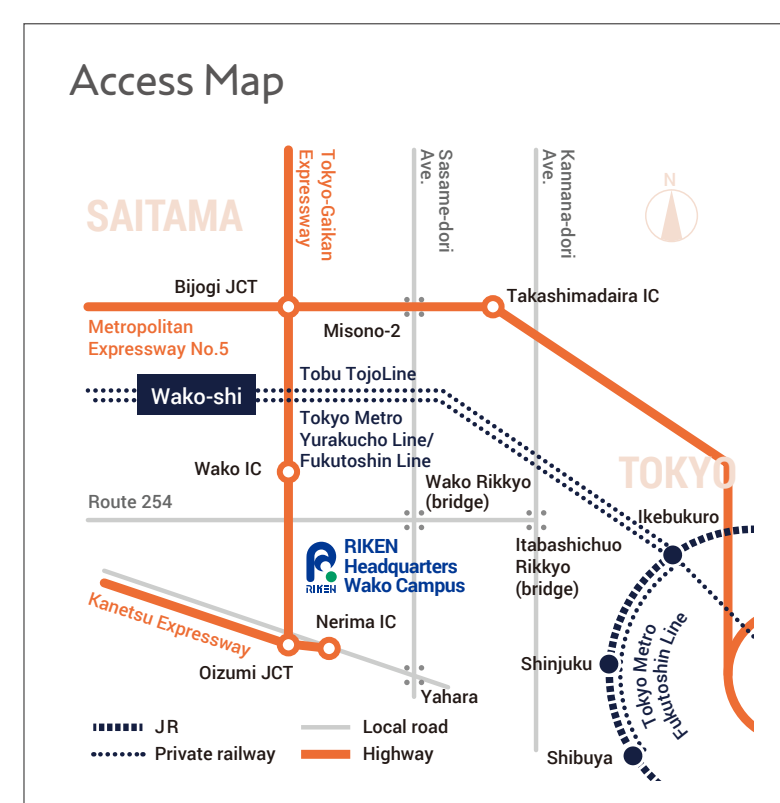 Access Map
Tokyo-Gaikan
Expressway
Sasame-dori
Ave.
Kannana-dori
Ave.
N
SAITAMA
Bijogi JCT
Takashimadaira IC
Metropolitan
Expressway No.5
Misono-2
Tobu TojoLine
Wako-shi
Tokyo Metro
Yurakucho Line/
Fukutoshin Line
Wako IC
TOKYO
Route 254
Wako Rikkyo
(bridge)
Ikebukuro
Itabashichuo
Rikkyo
(bridge)
RIKEN
RIKEN
Headquarters
Wako Campus
Kanetsu Expressway
Nerima IC
Oizumi JCT
Shinjuku
Tokyo Metro
Fukutoshin Line
Yahara
JR
Local road
Private railway
Highway
Shibuya